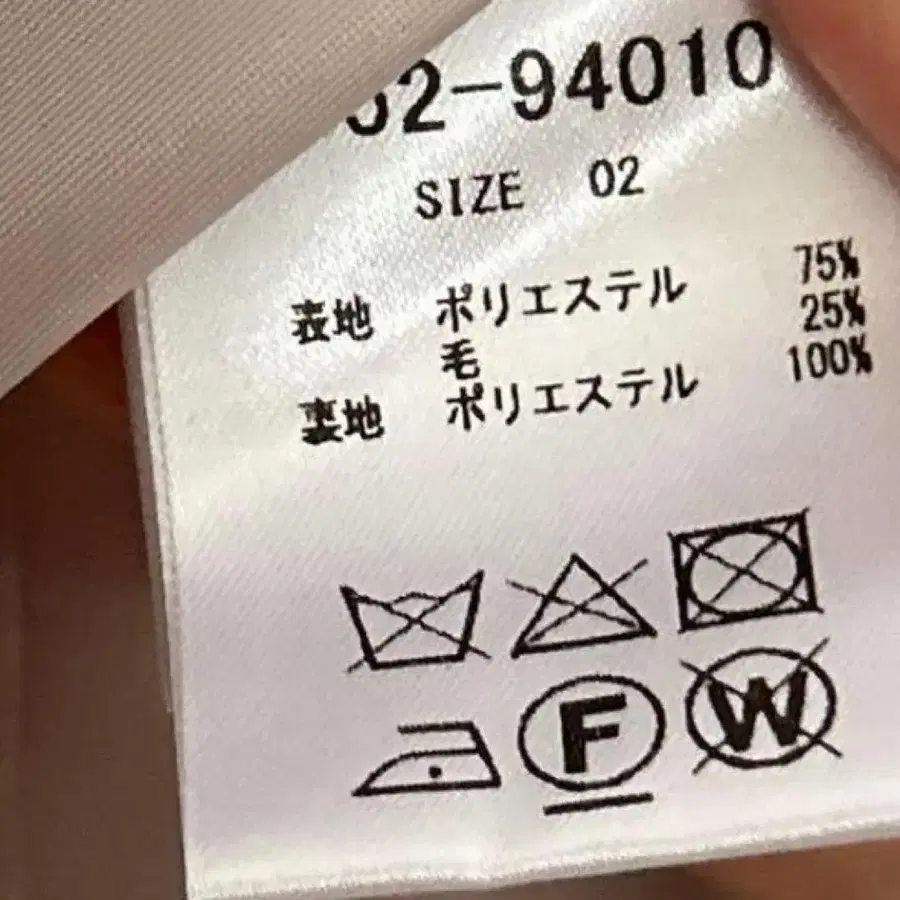 02-94010
SIZE 02
表地 ポリエステル 75%
毛 25%
裏地 ポリエステル 100%
F W